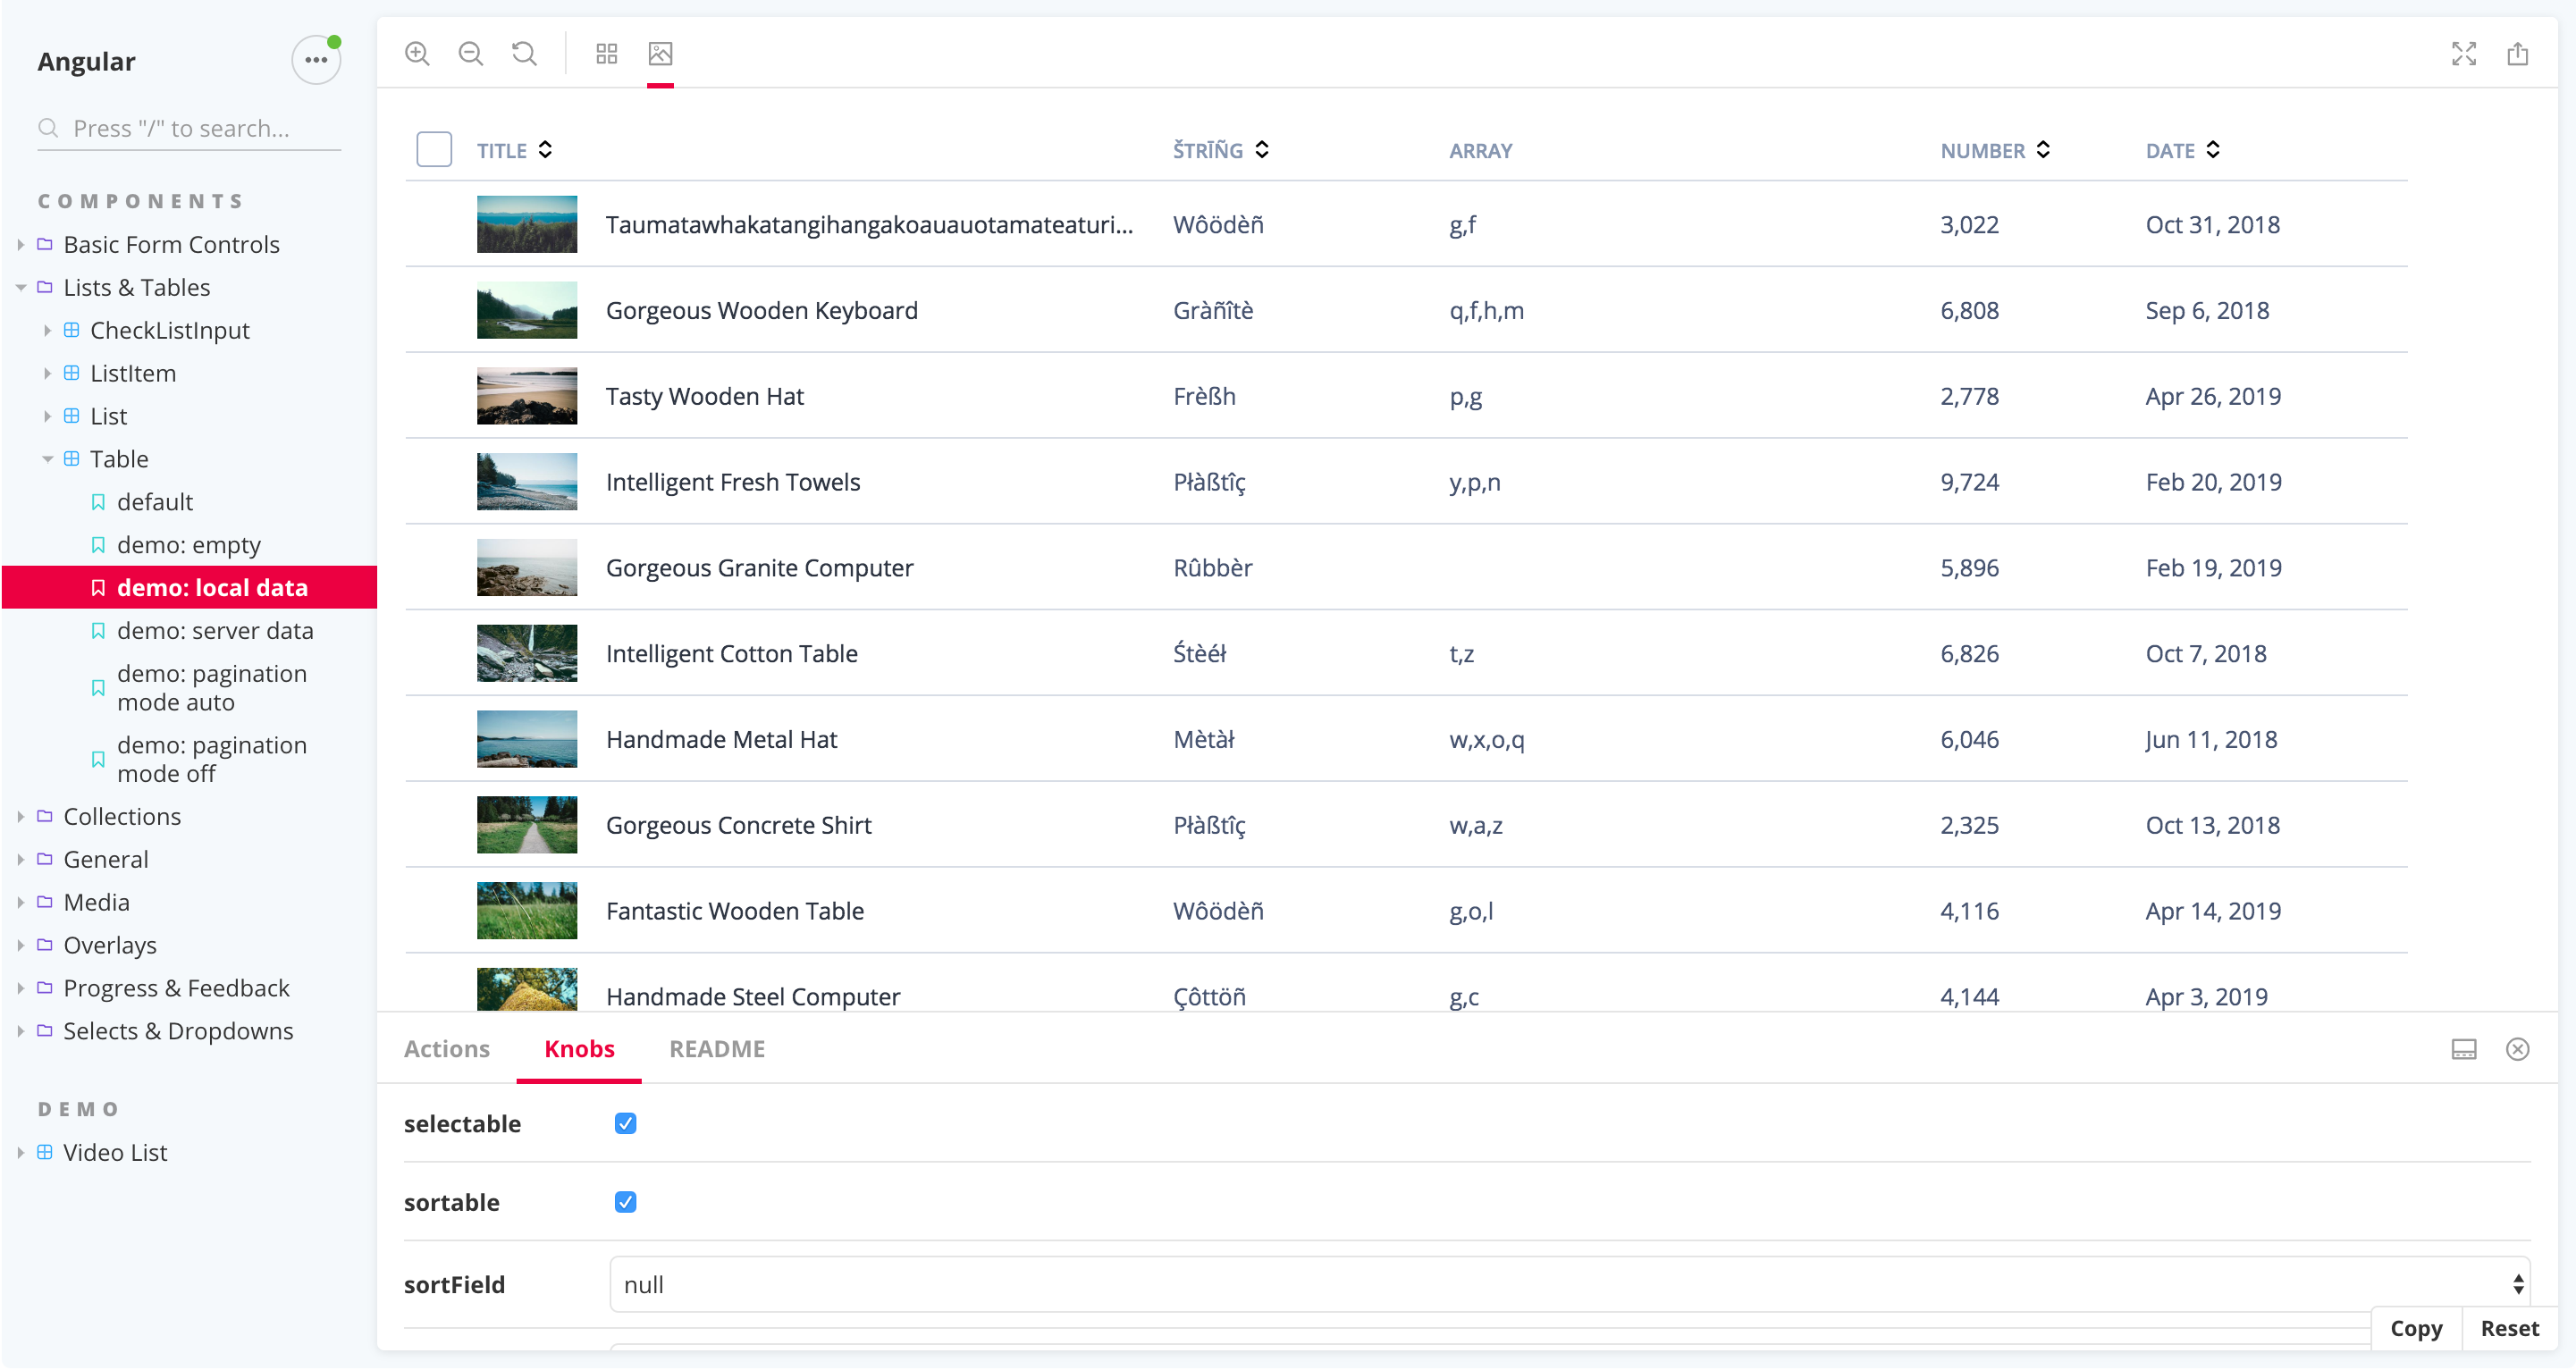 Angular
Press "/" to search...
COMPONENTS
Basic Form Controls
Lists & Tables
CheckListInput
ListItem
List
Table
default
demo: empty
demo: local data
demo: server data
demo: pagination
mode auto
demo: pagination
mode off
Collections
General
Media
Overlays
Progress & Feedback
Selects & Dropdowns
DEMO
Video List
TITLE ŠTRĪÑG ARRAY NUMBER DATE
Taumatawhakatangihangakoauauotamateaturi... Wôödèñ g,f 3,022 Oct 31, 2018
Gorgeous Wooden Keyboard Gràñîtè q,f,h,m 6,808 Sep 6, 2018
Tasty Wooden Hat Frèßh p,g 2,778 Apr 26, 2019
Intelligent Fresh Towels Płàßtîç y,p,n 9,724 Feb 20, 2019
Gorgeous Granite Computer Rûbbèr 5,896 Feb 19, 2019
Intelligent Cotton Table Śtèéł t,z 6,826 Oct 7, 2018
Handmade Metal Hat Mètàł w,x,o,q 6,046 Jun 11, 2018
Gorgeous Concrete Shirt Płàßtîç w,a,z 2,325 Oct 13, 2018
Fantastic Wooden Table Wôödèñ g,o,l 4,116 Apr 14, 2019
Handmade Steel Computer Çôttöñ g,c 4,144 Apr 3, 2019
Actions Knobs README
selectable
sortable
sortField null
Copy Reset